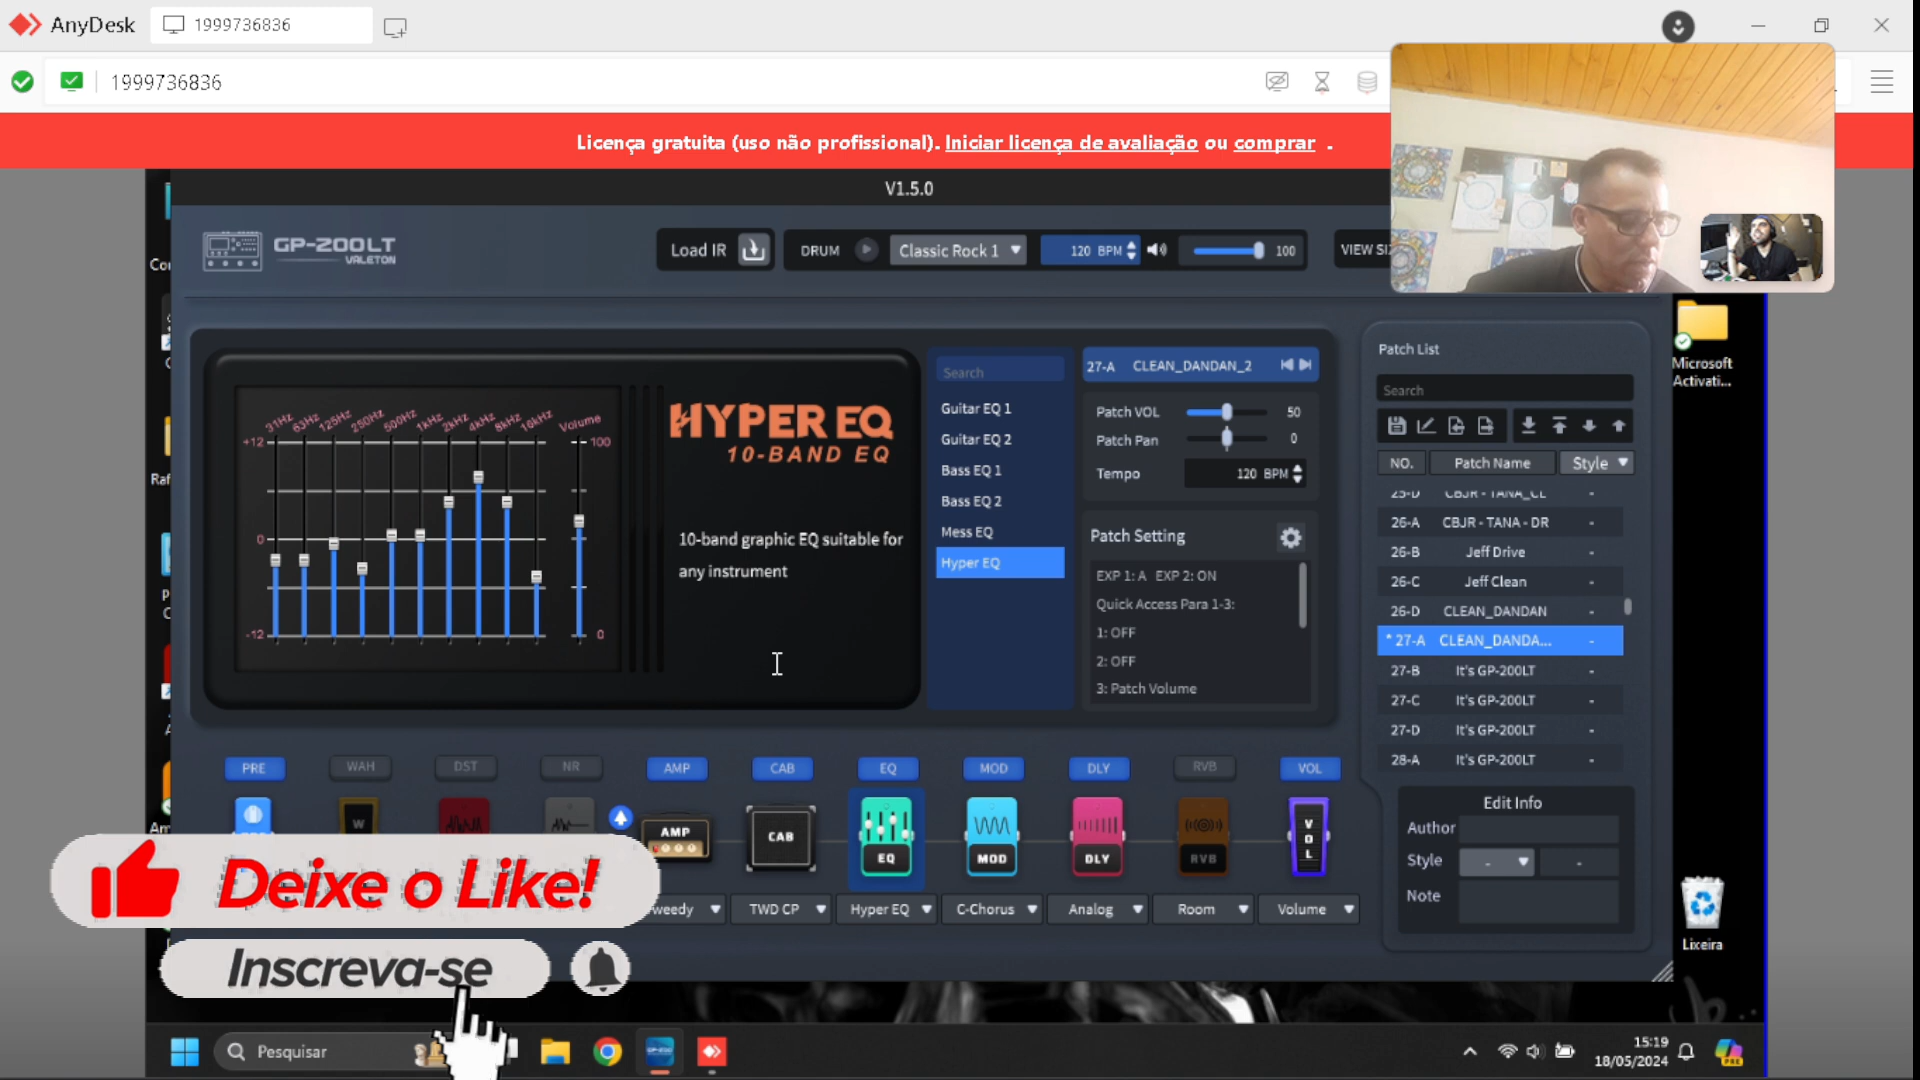 AnyDesk
1999736836
1999736836
Licença gratuita (uso não profissional). Iniciar licença de avaliação ou comprar .
V1.5.0
GP-200LT
VALETON
Load IR
DRUM
Classic Rock 1
120 BPM
100
VIEW SI
HYPER EQ
10-BAND EQ
10-band graphic EQ suitable for
any instrument
31Hz 63Hz 125Hz 250Hz 500Hz 1kHz 2kHz 4kHz 8kHz 16kHz Volume
+12
100
0
-12
0
Search
Guitar EQ 1
Guitar EQ 2
Bass EQ 1
Bass EQ 2
Mess EQ
Hyper EQ
27-A CLEAN_DANDAN_2
Patch VOL 50
Patch Pan 0
Tempo 120 BPM
Patch Setting
EXP 1: A EXP 2: ON
Quick Access Para 1-3:
1: OFF
2: OFF
3: Patch Volume
Patch List
Search
NO. Patch Name Style
26-A CBJR - TANA - DR -
26-B Jeff Drive -
26-C Jeff Clean -
26-D CLEAN_DANDAN -
* 27-A CLEAN_DANDA... -
27-B It's GP-200LT -
27-C It's GP-200LT -
27-D It's GP-200LT -
28-A It's GP-200LT -
Edit Info
Author
Style - -
Note
PRE WAH DST NR AMP CAB EQ MOD DLY RVB VOL
W
AMP
CAB
EQ
MOD
DLY
RVB
VOL
weedy
TWD CP
Hyper EQ
C-Chorus
Analog
Room
Volume
Microsoft
Activati...
Lixeira
Deixe o Like!
Inscreva-se
Pesquisar
15:19
18/05/2024
PRE